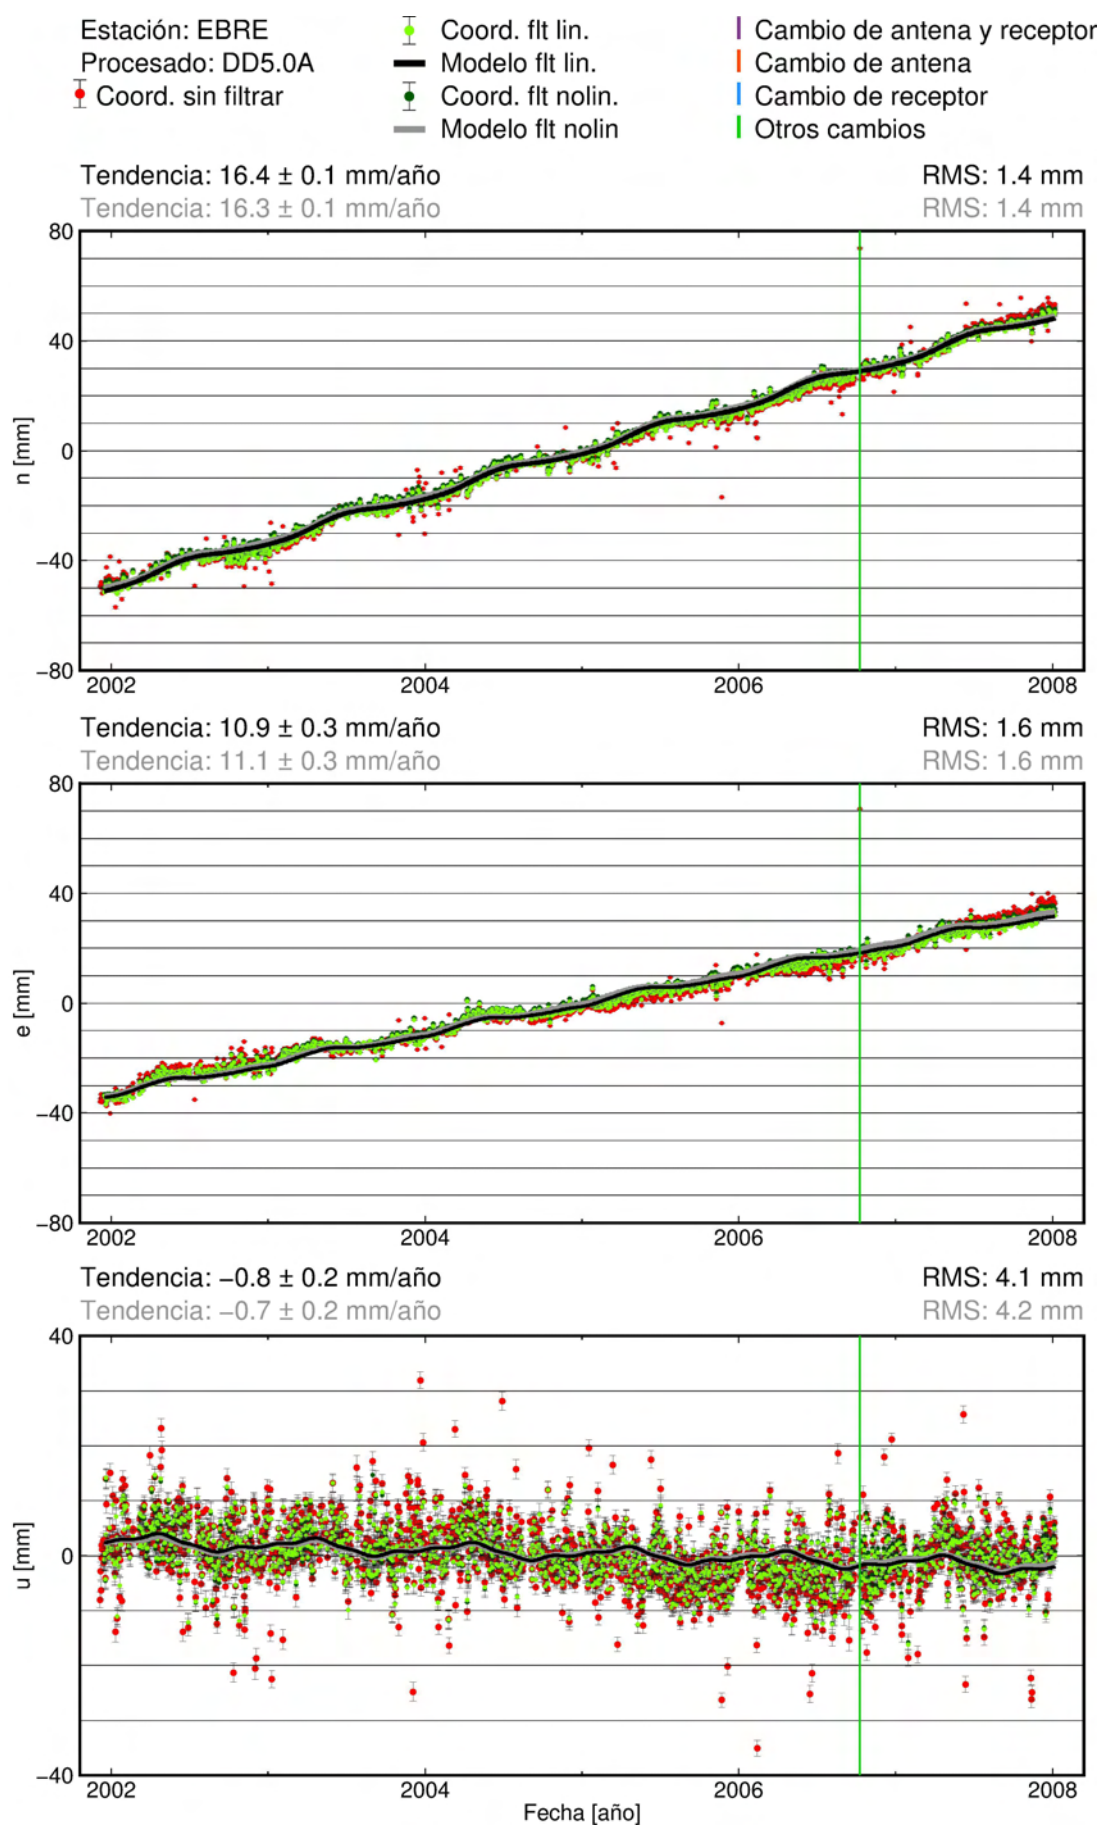 Estación: EBRE
Procesado: DD5.0A
Coord. sin filtrar
Coord. flt lin.
Modelo flt lin.
Coord. flt nolin.
Modelo flt nolin
Cambio de antena y receptor
Cambio de antena
Cambio de receptor
Otros cambios
Tendencia: 16.4 ± 0.1 mm/año
RMS: 1.4 mm
Tendencia: 16.3 ± 0.1 mm/año
RMS: 1.4 mm
80
40
0
−40
−80
n [mm]
2002
2004
2006
2008
Tendencia: 10.9 ± 0.3 mm/año
RMS: 1.6 mm
Tendencia: 11.1 ± 0.3 mm/año
RMS: 1.6 mm
80
40
0
−40
−80
e [mm]
2002
2004
2006
2008
Tendencia: −0.8 ± 0.2 mm/año
RMS: 4.1 mm
Tendencia: −0.7 ± 0.2 mm/año
RMS: 4.2 mm
40
20
0
−20
−40
u [mm]
2002
2004
2006
2008
Fecha [año]